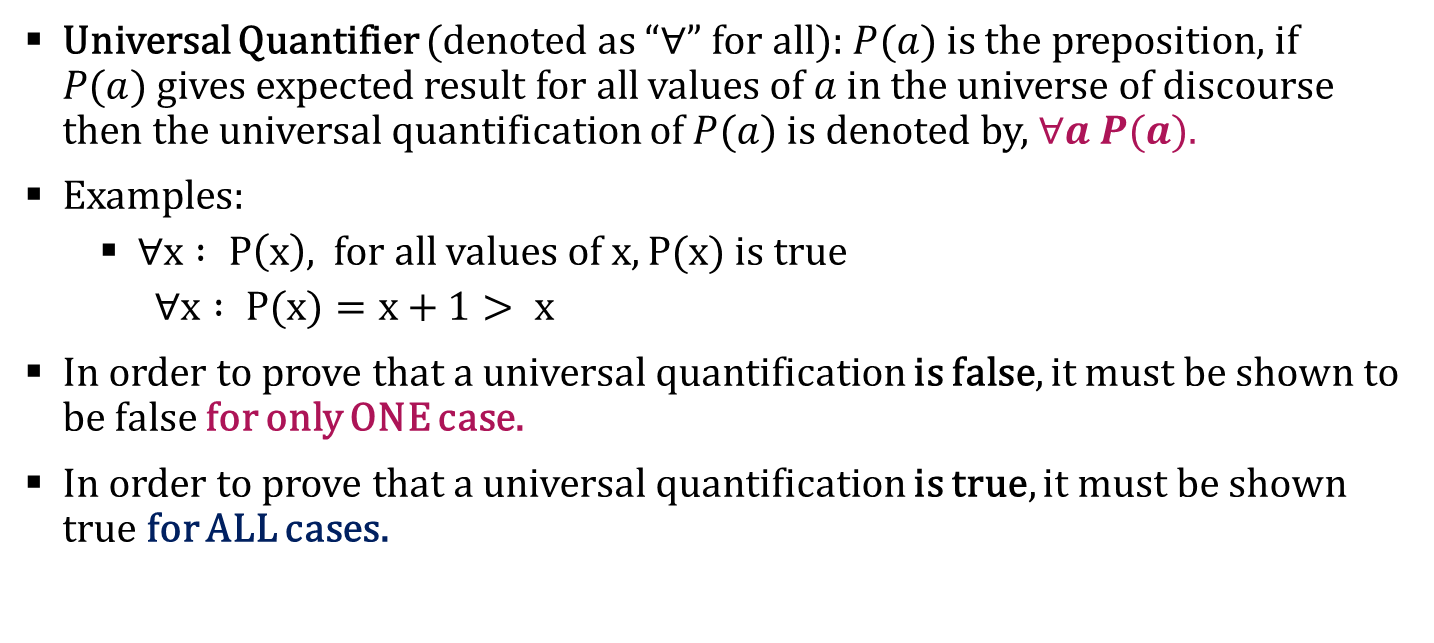 ▪ Universal Quantifier (denoted as “∀” for all): P(a) is the preposition, if
P(a) gives expected result for all values of a in the universe of discourse
then the universal quantification of P(a) is denoted by, ∀a P(a).
▪ Examples:
▪ ∀x : P(x), for all values of x, P(x) is true
∀x : P(x) = x + 1 > x
▪ In order to prove that a universal quantification is false, it must be shown to
be false for only ONE case.
▪ In order to prove that a universal quantification is true, it must be shown
true for ALL cases.